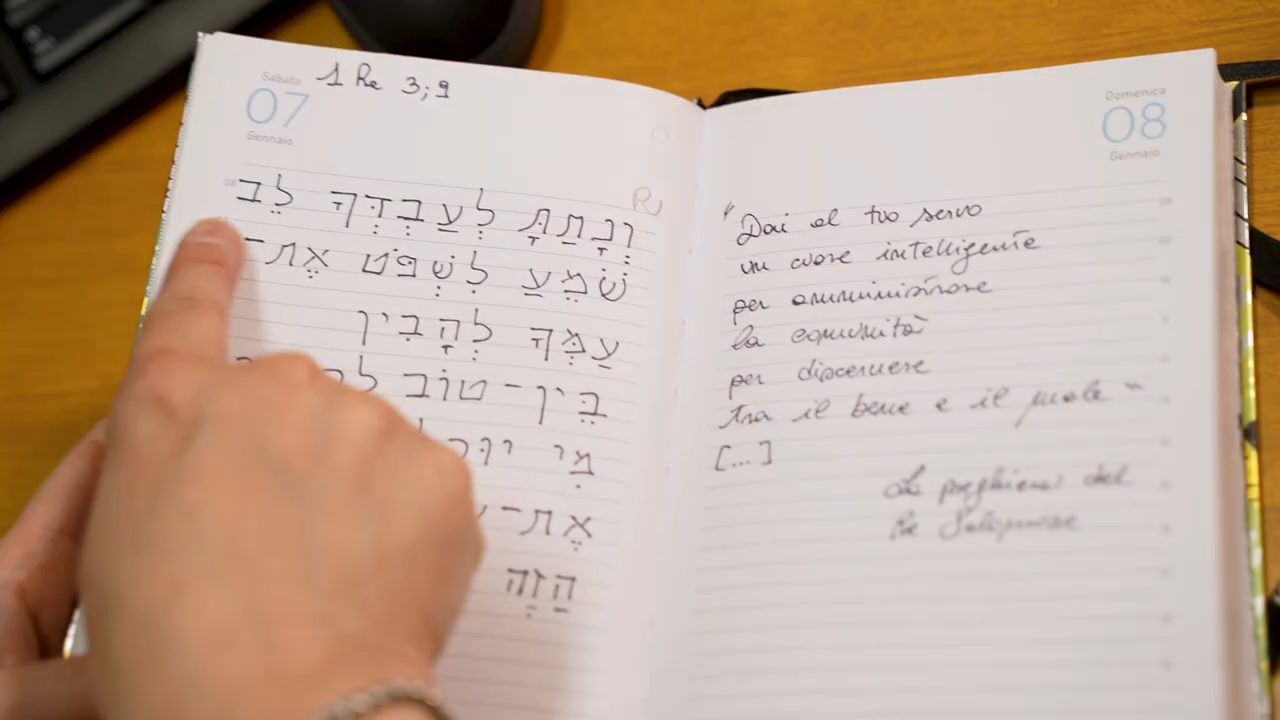 Sabato
07
Gennaio
1 Re 3;9
וְנָתַתָּ לְעַבְדְּךָ לֵב
שֹׁמֵעַ לִשְׁפֹּט אֶת־
עַמְּךָ לְהָבִין
בֵּין־טוֹב
מִי
אֶת־
הַזֶה
Domenica
08
Gennaio
"Dai al tuo servo
un cuore intelligente
per amministrare
la comunità
per discernere
tra il bene e il male"
[...]
La preghiera del
Re Salomone